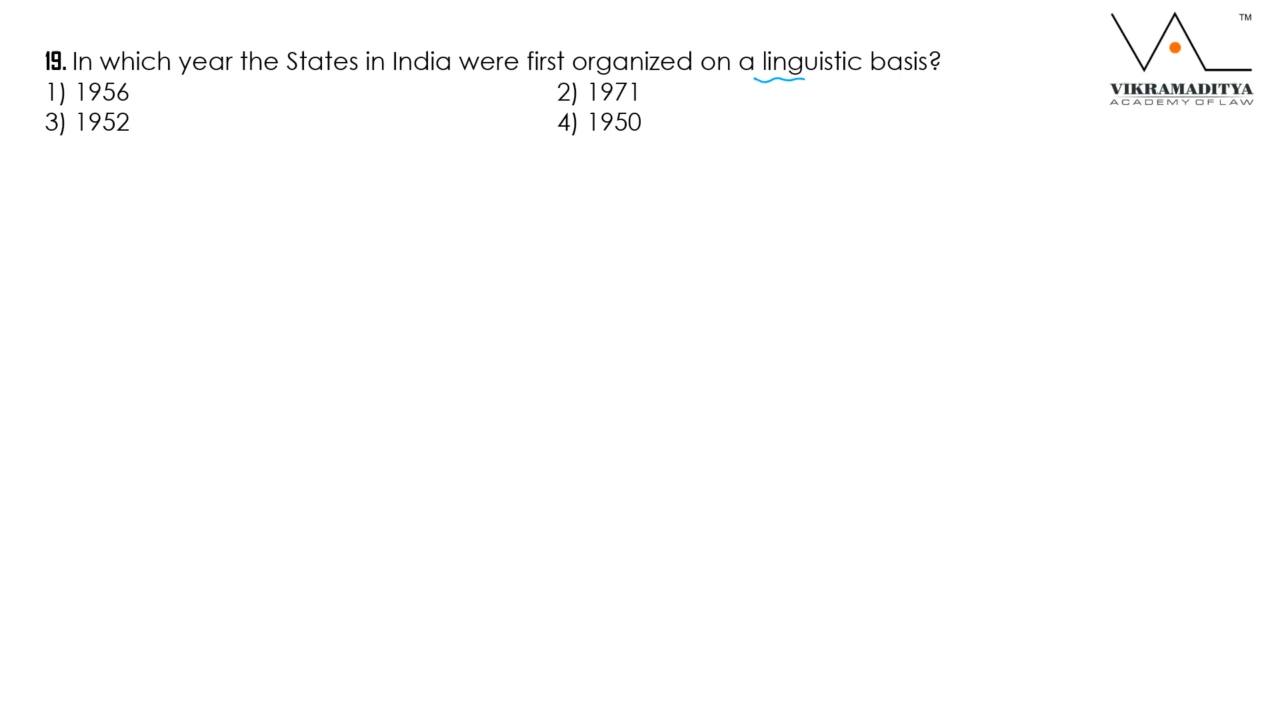 19. In which year the States in India were first organized on a linguistic basis?
1) 1956 2) 1971
3) 1952 4) 1950
TM
VIKRAMADITYA
ACADEMY OF LAW